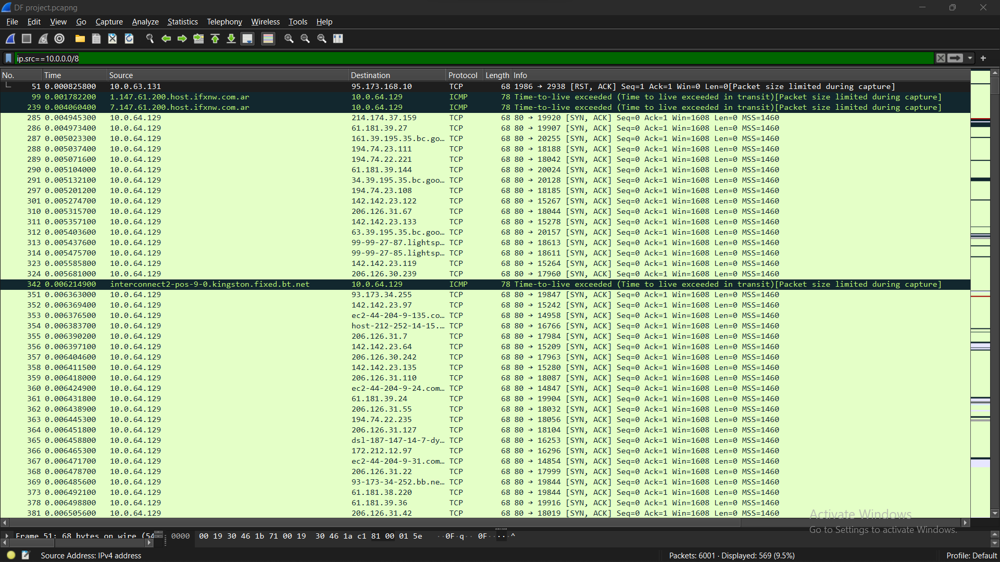 DF project.pcapng
File Edit View Go Capture Analyze Statistics Telephony Wireless Tools Help
ip.src==10.0.0.0/8
No. Time Source Destination Protocol Length Info
51 0.000825800 10.0.63.131 95.173.168.10 TCP 68 1986 → 2938 [RST, ACK] Seq=1 Ack=1 Win=0 Len=0[Packet size limited during capture]
99 0.001782200 1.147.61.200.host.ifxnw.com.ar 10.0.64.129 ICMP 78 Time-to-live exceeded (Time to live exceeded in transit)[Packet size limited during capture]
239 0.004060400 7.147.61.200.host.ifxnw.com.ar 10.0.64.129 ICMP 78 Time-to-live exceeded (Time to live exceeded in transit)[Packet size limited during capture]
285 0.004945300 10.0.64.129 214.174.37.159 TCP 68 80 → 19920 [SYN, ACK] Seq=0 Ack=1 Win=1608 Len=0 MSS=1460
286 0.004973400 10.0.64.129 61.181.39.27 TCP 68 80 → 19907 [SYN, ACK] Seq=0 Ack=1 Win=1608 Len=0 MSS=1460
287 0.005023300 10.0.64.129 161.39.195.35.bc.go… TCP 68 80 → 20255 [SYN, ACK] Seq=0 Ack=1 Win=1608 Len=0 MSS=1460
288 0.005037400 10.0.64.129 194.74.23.111 TCP 68 80 → 18188 [SYN, ACK] Seq=0 Ack=1 Win=1608 Len=0 MSS=1460
289 0.005071600 10.0.64.129 194.74.22.221 TCP 68 80 → 18042 [SYN, ACK] Seq=0 Ack=1 Win=1608 Len=0 MSS=1460
290 0.005104000 10.0.64.129 61.181.39.144 TCP 68 80 → 20024 [SYN, ACK] Seq=0 Ack=1 Win=1608 Len=0 MSS=1460
291 0.005132100 10.0.64.129 34.39.195.35.bc.goo… TCP 68 80 → 20128 [SYN, ACK] Seq=0 Ack=1 Win=1608 Len=0 MSS=1460
297 0.005201200 10.0.64.129 194.74.23.108 TCP 68 80 → 18185 [SYN, ACK] Seq=0 Ack=1 Win=1608 Len=0 MSS=1460
301 0.005274700 10.0.64.129 142.142.23.122 TCP 68 80 → 15267 [SYN, ACK] Seq=0 Ack=1 Win=1608 Len=0 MSS=1460
310 0.005315700 10.0.64.129 206.126.31.67 TCP 68 80 → 18044 [SYN, ACK] Seq=0 Ack=1 Win=1608 Len=0 MSS=1460
311 0.005357100 10.0.64.129 142.142.23.133 TCP 68 80 → 15278 [SYN, ACK] Seq=0 Ack=1 Win=1608 Len=0 MSS=1460
312 0.005403600 10.0.64.129 63.39.195.35.bc.goo… TCP 68 80 → 20157 [SYN, ACK] Seq=0 Ack=1 Win=1608 Len=0 MSS=1460
313 0.005437600 10.0.64.129 99-99-27-87.lightsp… TCP 68 80 → 18613 [SYN, ACK] Seq=0 Ack=1 Win=1608 Len=0 MSS=1460
314 0.005475700 10.0.64.129 99-99-27-85.lightsp… TCP 68 80 → 18611 [SYN, ACK] Seq=0 Ack=1 Win=1608 Len=0 MSS=1460
323 0.005585800 10.0.64.129 142.142.23.119 TCP 68 80 → 15264 [SYN, ACK] Seq=0 Ack=1 Win=1608 Len=0 MSS=1460
324 0.005681000 10.0.64.129 206.126.30.239 TCP 68 80 → 17960 [SYN, ACK] Seq=0 Ack=1 Win=1608 Len=0 MSS=1460
342 0.006214900 interconnect2-pos-9-0.kingston.fixed.bt.net 10.0.64.129 ICMP 78 Time-to-live exceeded (Time to live exceeded in transit)[Packet size limited during capture]
351 0.006363000 10.0.64.129 93.173.34.255 TCP 68 80 → 19847 [SYN, ACK] Seq=0 Ack=1 Win=1608 Len=0 MSS=1460
352 0.006369400 10.0.64.129 142.142.23.97 TCP 68 80 → 15242 [SYN, ACK] Seq=0 Ack=1 Win=1608 Len=0 MSS=1460
353 0.006376500 10.0.64.129 ec2-44-204-9-135.co… TCP 68 80 → 14958 [SYN, ACK] Seq=0 Ack=1 Win=1608 Len=0 MSS=1460
354 0.006383700 10.0.64.129 host-212-252-14-15.… TCP 68 80 → 16766 [SYN, ACK] Seq=0 Ack=1 Win=1608 Len=0 MSS=1460
355 0.006390200 10.0.64.129 206.126.31.7 TCP 68 80 → 17984 [SYN, ACK] Seq=0 Ack=1 Win=1608 Len=0 MSS=1460
356 0.006397100 10.0.64.129 142.142.23.64 TCP 68 80 → 15209 [SYN, ACK] Seq=0 Ack=1 Win=1608 Len=0 MSS=1460
357 0.006404600 10.0.64.129 206.126.30.242 TCP 68 80 → 17963 [SYN, ACK] Seq=0 Ack=1 Win=1608 Len=0 MSS=1460
358 0.006411500 10.0.64.129 142.142.23.135 TCP 68 80 → 15280 [SYN, ACK] Seq=0 Ack=1 Win=1608 Len=0 MSS=1460
359 0.006418000 10.0.64.129 206.126.31.110 TCP 68 80 → 18087 [SYN, ACK] Seq=0 Ack=1 Win=1608 Len=0 MSS=1460
360 0.006424900 10.0.64.129 ec2-44-204-9-24.com… TCP 68 80 → 14847 [SYN, ACK] Seq=0 Ack=1 Win=1608 Len=0 MSS=1460
361 0.006431800 10.0.64.129 61.181.39.24 TCP 68 80 → 19904 [SYN, ACK] Seq=0 Ack=1 Win=1608 Len=0 MSS=1460
362 0.006438900 10.0.64.129 206.126.31.55 TCP 68 80 → 18032 [SYN, ACK] Seq=0 Ack=1 Win=1608 Len=0 MSS=1460
363 0.006445300 10.0.64.129 194.74.22.235 TCP 68 80 → 18056 [SYN, ACK] Seq=0 Ack=1 Win=1608 Len=0 MSS=1460
364 0.006451800 10.0.64.129 206.126.31.127 TCP 68 80 → 18104 [SYN, ACK] Seq=0 Ack=1 Win=1608 Len=0 MSS=1460
365 0.006458800 10.0.64.129 dsl-187-147-14-7-dy… TCP 68 80 → 16253 [SYN, ACK] Seq=0 Ack=1 Win=1608 Len=0 MSS=1460
366 0.006465300 10.0.64.129 172.212.12.97 TCP 68 80 → 16296 [SYN, ACK] Seq=0 Ack=1 Win=1608 Len=0 MSS=1460
367 0.006471700 10.0.64.129 ec2-44-204-9-31.com… TCP 68 80 → 14854 [SYN, ACK] Seq=0 Ack=1 Win=1608 Len=0 MSS=1460
368 0.006478700 10.0.64.129 206.126.31.22 TCP 68 80 → 17999 [SYN, ACK] Seq=0 Ack=1 Win=1608 Len=0 MSS=1460
369 0.006485600 10.0.64.129 93-173-34-252.bb.ne… TCP 68 80 → 19844 [SYN, ACK] Seq=0 Ack=1 Win=1608 Len=0 MSS=1460
373 0.006492100 10.0.64.129 61.181.38.220 TCP 68 80 → 19844 [SYN, ACK] Seq=0 Ack=1 Win=1608 Len=0 MSS=1460
378 0.006498800 10.0.64.129 61.181.39.36 TCP 68 80 → 19916 [SYN, ACK] Seq=0 Ack=1 Win=1608 Len=0 MSS=1460
381 0.006505600 10.0.64.129 206.126.31.42 TCP 68 80 → 18019 [SYN, ACK] Seq=0 Ack=1 Win=1608 Len=0 MSS=1460
Activate Windows
Go to Settings to activate Windows.
Frame 51: 68 bytes on wire (54 0000 00 19 30 46 1b 71 00 19 30 46 1a c1 81 00 01 5e ··0F·q·· 0F·····^
Source Address: IPv4 address Packets: 6001 · Displayed: 569 (9.5%) Profile: Default